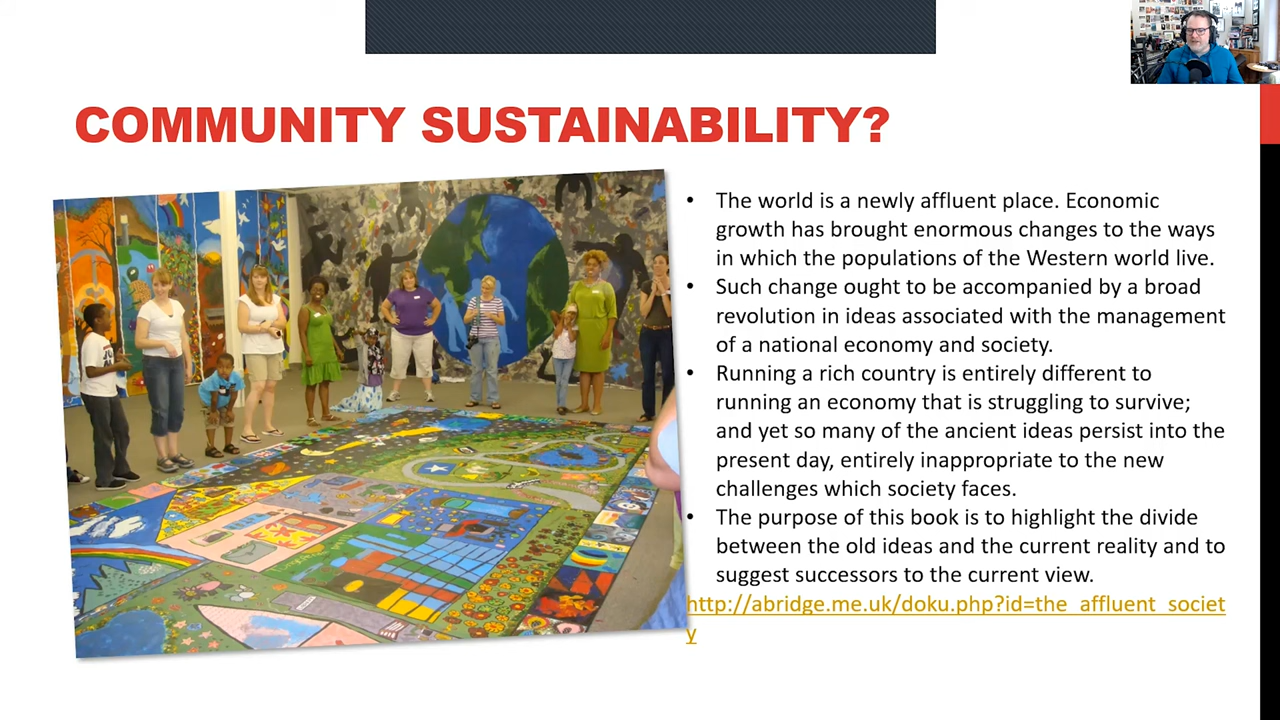 COMMUNITY SUSTAINABILITY?
• The world is a newly affluent place. Economic
growth has brought enormous changes to the ways
in which the populations of the Western world live.
• Such change ought to be accompanied by a broad
revolution in ideas associated with the management
of a national economy and society.
• Running a rich country is entirely different to
running an economy that is struggling to survive;
and yet so many of the ancient ideas persist into the
present day, entirely inappropriate to the new
challenges which society faces.
• The purpose of this book is to highlight the divide
between the old ideas and the current reality and to
suggest successors to the current view.
http://abridge.me.uk/doku.php?id=the_affluent_societ
y